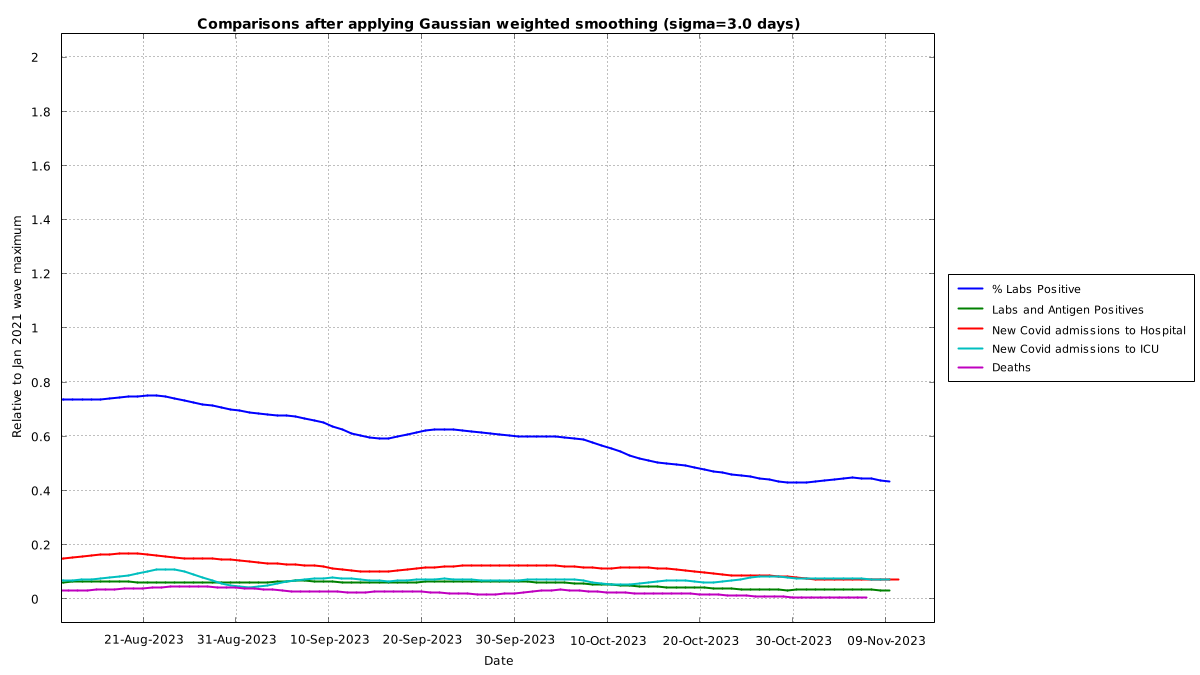 Comparisons after applying Gaussian weighted smoothing (sigma=3.0 days)
Relative to Jan 2021 wave maximum
2
1.8
1.6
1.4
1.2
1
0.8
0.6
0.4
0.2
0
21-Aug-2023 31-Aug-2023 10-Sep-2023 20-Sep-2023 30-Sep-2023 10-Oct-2023 20-Oct-2023 30-Oct-2023 09-Nov-2023
Date
% Labs Positive
Labs and Antigen Positives
New Covid admissions to Hospital
New Covid admissions to ICU
Deaths